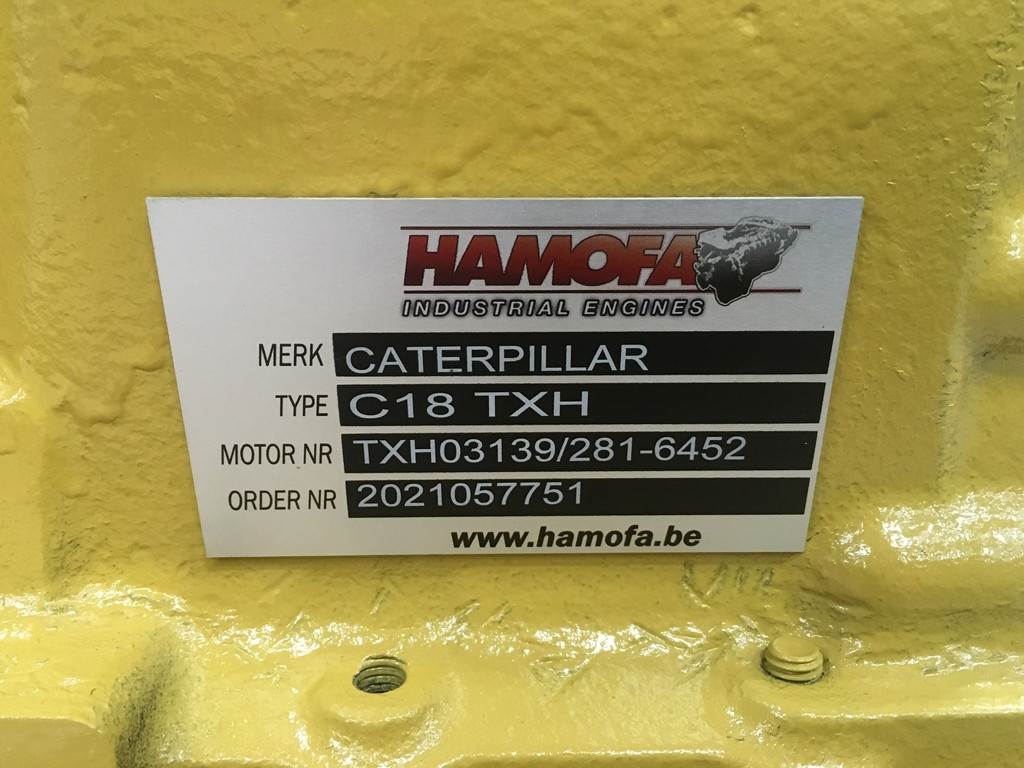 HAMOFA
INDUSTRIAL ENGINES
MERK CATERPILLAR
TYPE C18 TXH
MOTOR NR TXH03139/281-6452
ORDER NR 2021057751
www.hamofa.be